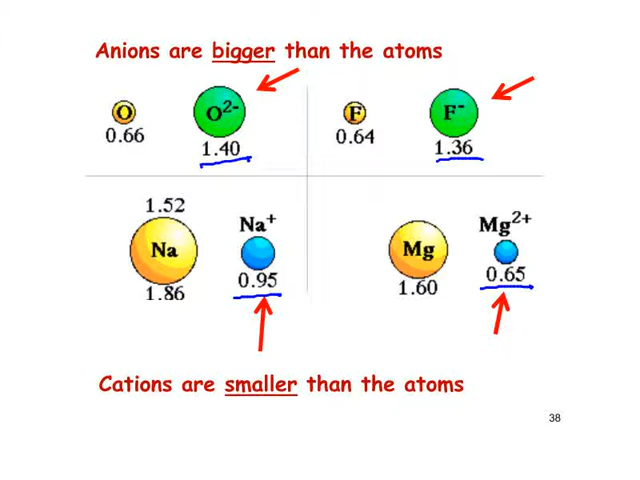 Anions are bigger than the atoms
O
O2-
F
F-
0.66
1.40
0.64
1.36
1.52
Na
Na+
Mg
Mg2+
1.86
0.95
1.60
0.65
Cations are smaller than the atoms
38